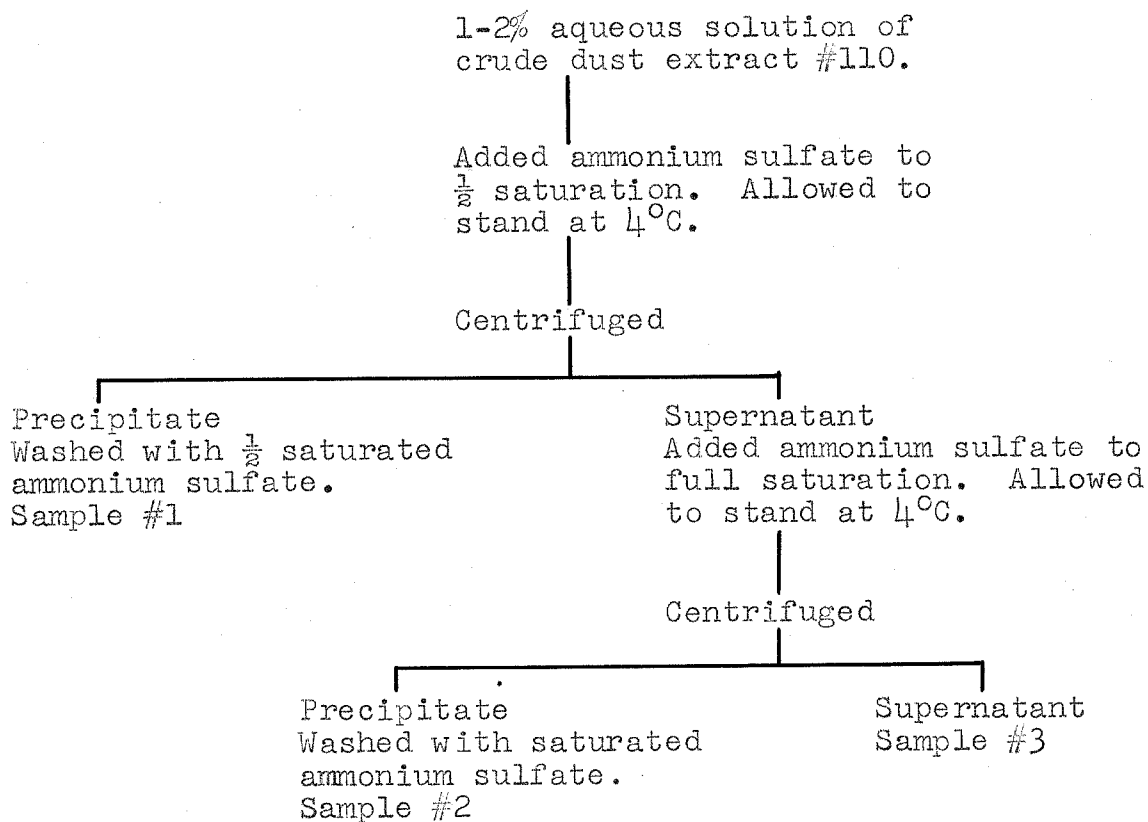 1-2% aqueous solution of
crude dust extract #110.
Added ammonium sulfate to
½ saturation. Allowed to
stand at 4°C.
Centrifuged
Precipitate
Washed with ½ saturated
ammonium sulfate.
Sample #1
Supernatant
Added ammonium sulfate to
full saturation. Allowed
to stand at 4°C.
Centrifuged
Precipitate
Washed with saturated
ammonium sulfate.
Sample #2
Supernatant
Sample #3